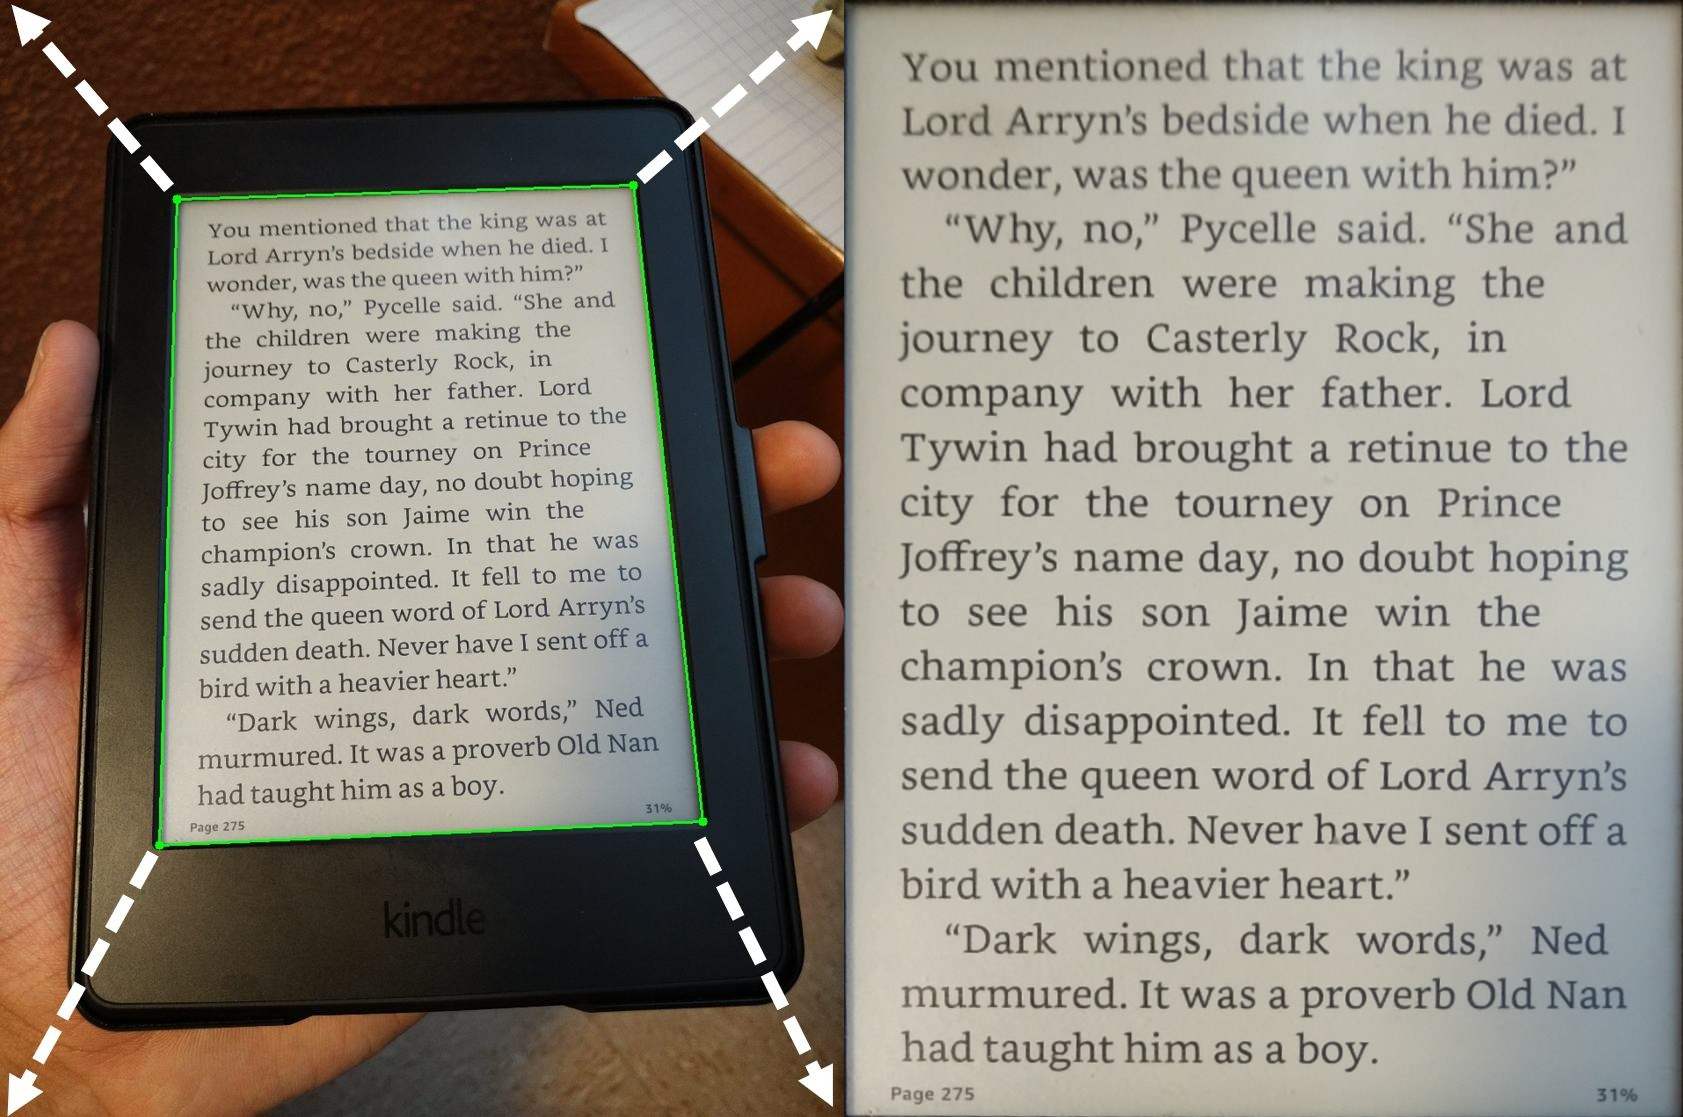 You mentioned that the king was at
Lord Arryn's bedside when he died. I
wonder, was the queen with him?”
“Why, no,” Pycelle said. “She and
the children were making the
journey to Casterly Rock, in
company with her father. Lord
Tywin had brought a retinue to the
city for the tourney on Prince
Joffrey’s name day, no doubt hoping
to see his son Jaime win the
champion’s crown. In that he was
sadly disappointed. It fell to me to
send the queen word of Lord Arryn’s
sudden death. Never have I sent off a
bird with a heavier heart.”
“Dark wings, dark words,” Ned
murmured. It was a proverb Old Nan
had taught him as a boy.
Page 275 31%
kindle
You mentioned that the king was at
Lord Arryn’s bedside when he died. I
wonder, was the queen with him?”
“Why, no,” Pycelle said. “She and
the children were making the
journey to Casterly Rock, in
company with her father. Lord
Tywin had brought a retinue to the
city for the tourney on Prince
Joffrey’s name day, no doubt hoping
to see his son Jaime win the
champion’s crown. In that he was
sadly disappointed. It fell to me to
send the queen word of Lord Arryn’s
sudden death. Never have I sent off a
bird with a heavier heart.”
“Dark wings, dark words,” Ned
murmured. It was a proverb Old Nan
had taught him as a boy.
Page 275 31%